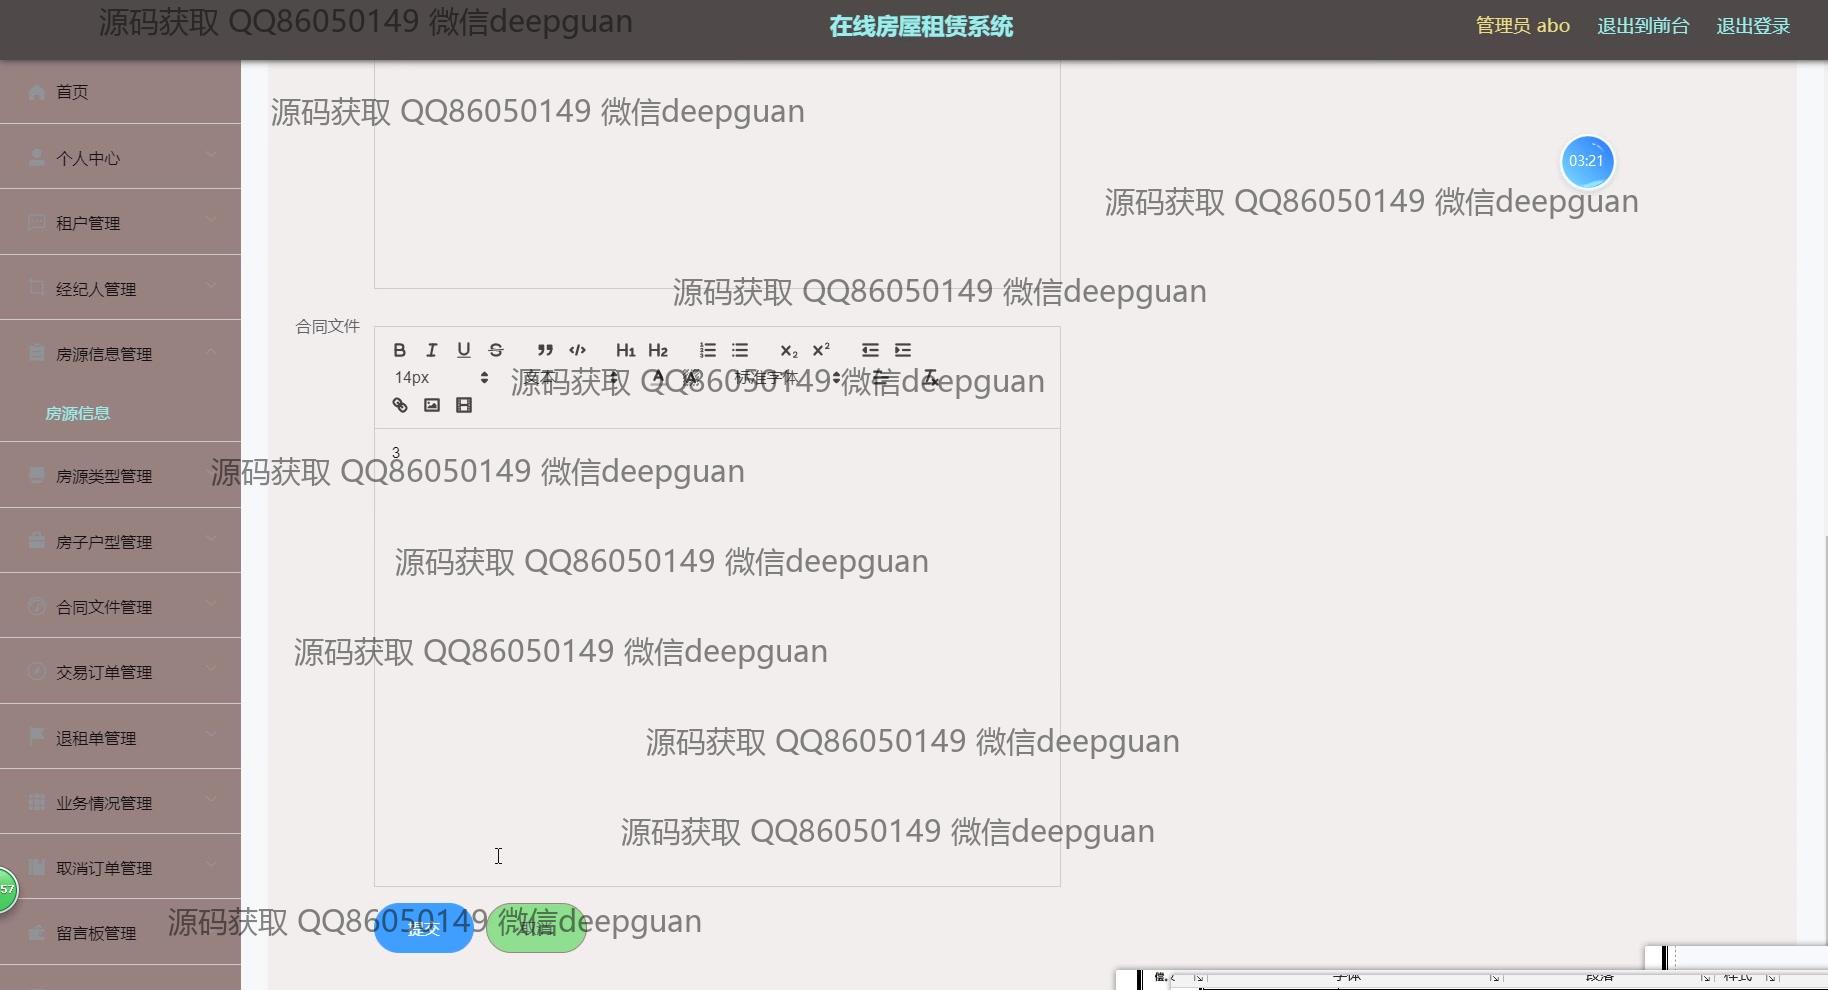 源码获取 QQ86050149 微信deepguan
在线房屋租赁系统
管理员 abo
退出到前台
退出登录
首页
个人中心
租户管理
经纪人管理
房源信息管理
房源信息
房源类型管理
房子户型管理
合同文件管理
交易订单管理
退租单管理
业务情况管理
取消订单管理
留言板管理
57
源码获取 QQ86050149 微信deepguan
03:21
源码获取 QQ86050149 微信deepguan
源码获取 QQ86050149 微信deepguan
合同文件
B I U S H1 H2 X2 X2
14px 文本 A A 标准字体
源码获取 QQ86050149 微信deepguan
3
源码获取 QQ86050149 微信deepguan
源码获取 QQ86050149 微信deepguan
源码获取 QQ86050149 微信deepguan
源码获取 QQ86050149 微信deepguan
源码获取 QQ86050149 微信deepguan
源码获取 QQ86050149 微信deepguan
提交
取消
字体
段落
样式